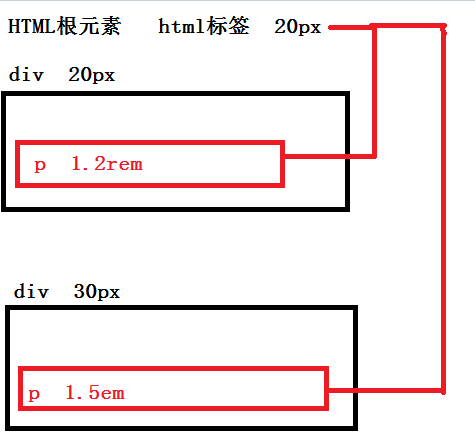 HTML根元素 html标签 20px
div 20px
p 1.2rem
div 30px
p 1.5em